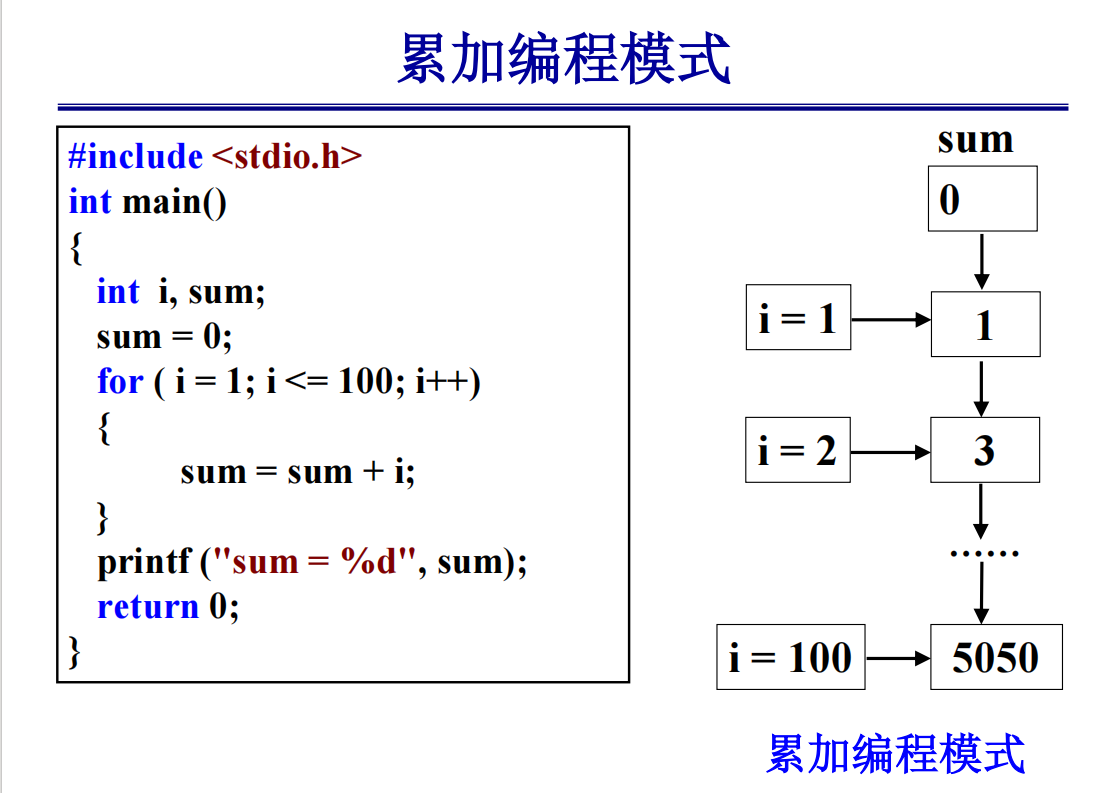 累加编程模式
#include <stdio.h>
int main()
{
int i, sum;
sum = 0;
for ( i = 1; i <= 100; i++)
{
sum = sum + i;
}
printf ("sum = %d", sum);
return 0;
}
sum
0
i = 1
1
i = 2
3
……
i = 100
5050
累加编程模式